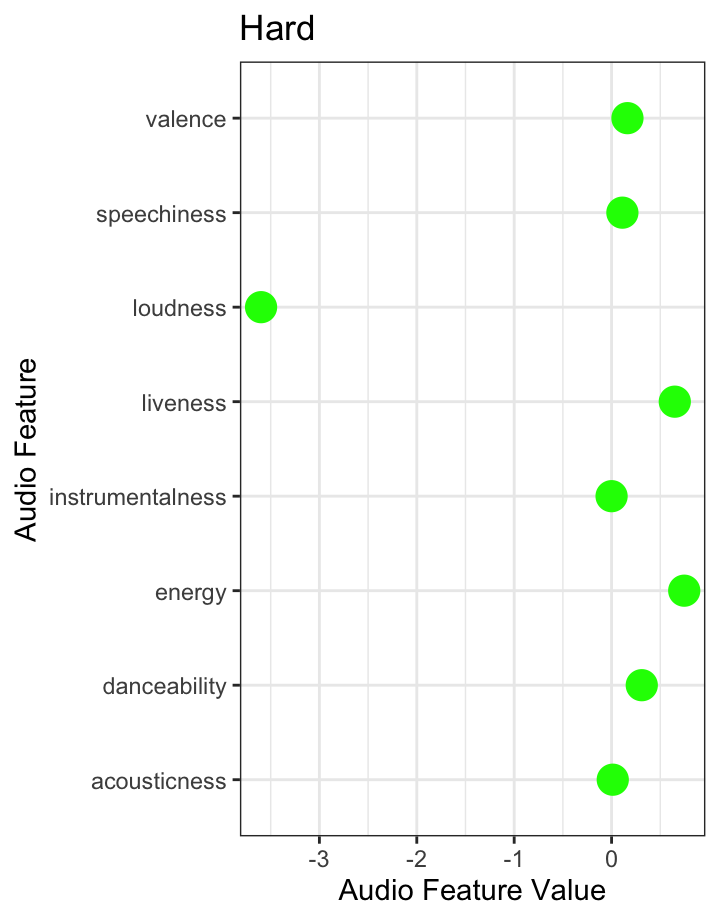 Hard
valence
speechiness
loudness
liveness
instrumentalness
energy
danceability
acousticness
Audio Feature
-3 -2 -1 0
Audio Feature Value